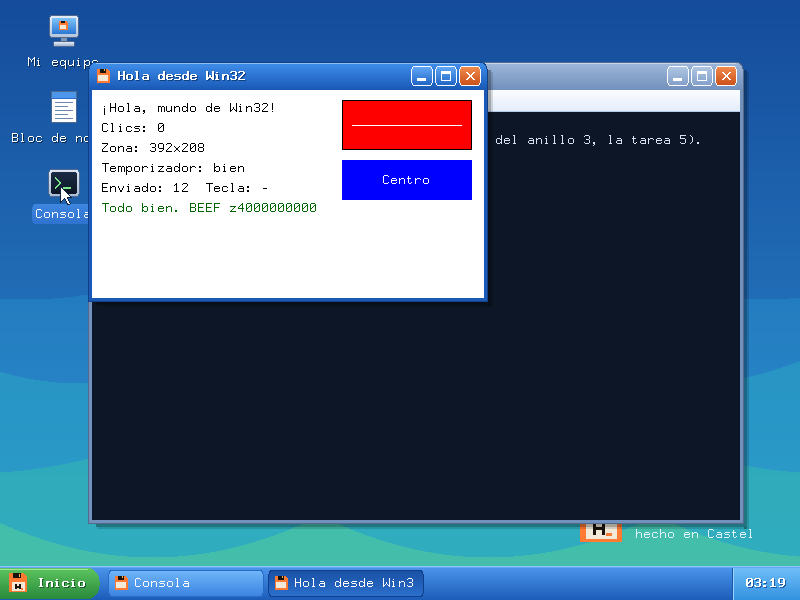 Mi equipo
Bloc de no
Consola
Hola desde Win32
¡Hola, mundo de Win32!
Clics: 0
Zona: 392x208
Temporizador: bien
Enviado: 12  Tecla: -
Todo bien. BEEF z4000000000
Centro
del anillo 3, la tarea 5).
H_
hecho en Castel
Inicio
Consola
Hola desde Win3
03:19